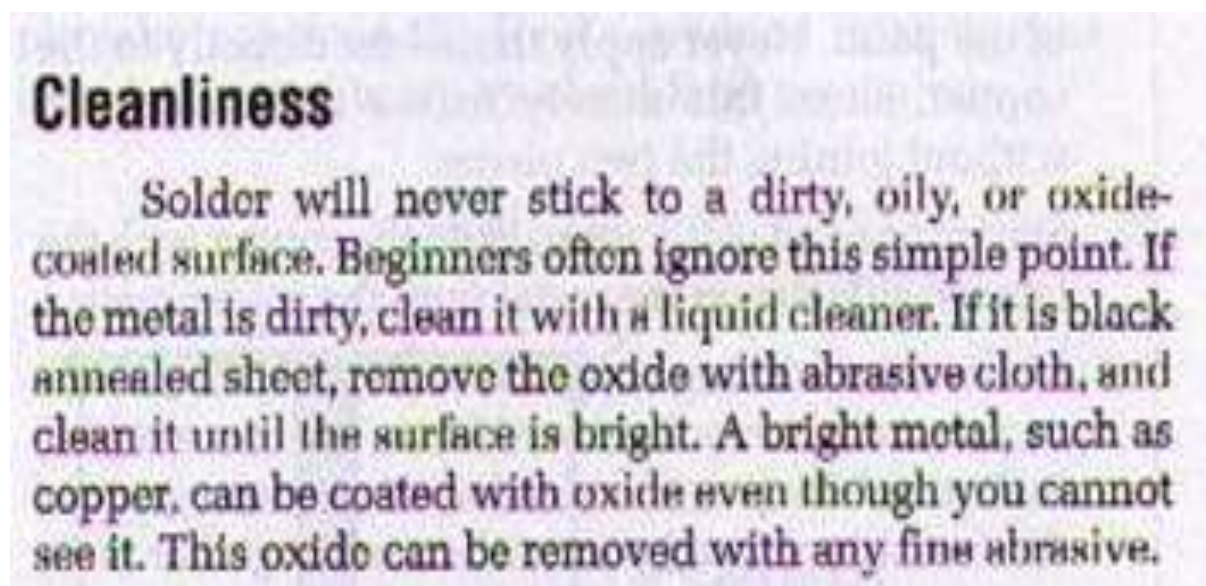 Cleanliness
Solder will never stick to a dirty, oily, or oxide-
coated surface. Beginners often ignore this simple point. If
the metal is dirty, clean it with a liquid cleaner. If it is black
annealed sheet, remove the oxide with abrasive cloth, and
clean it until the surface is bright. A bright metal, such as
copper, can be coated with oxide even though you cannot
see it. This oxide can be removed with any fine abrasive.